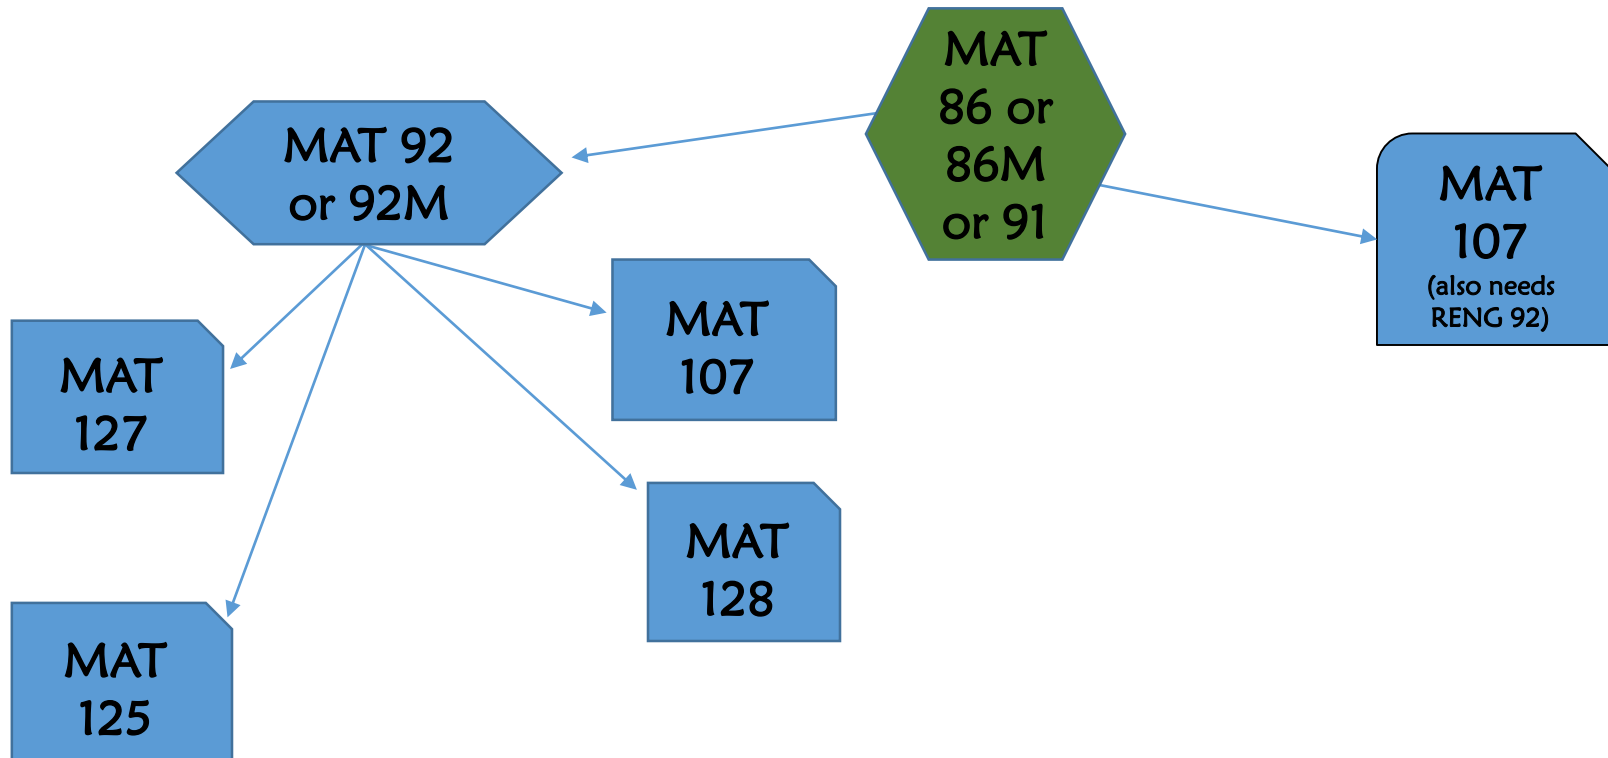 MAT
86 or
86M
or 91
MAT 92
or 92M
MAT
107
(also needs
RENG 92)
MAT
107
MAT
127
MAT
128
MAT
125